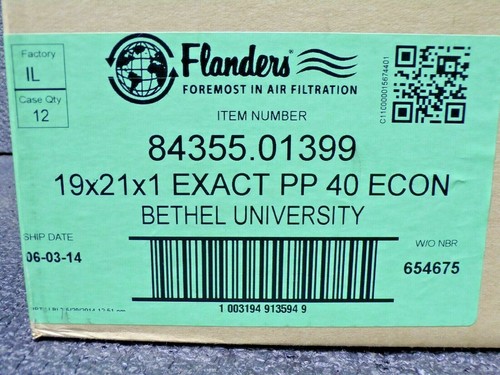 Factory
IL
Case Qty
12
Flanders®
FOREMOST IN AIR FILTRATION
C11C000015674401
ITEM NUMBER
84355.01399
19x21x1 EXACT PP 40 ECON
BETHEL UNIVERSITY
SHIP DATE
06-03-14
W/O NBR
654675
1 003194 913594 9